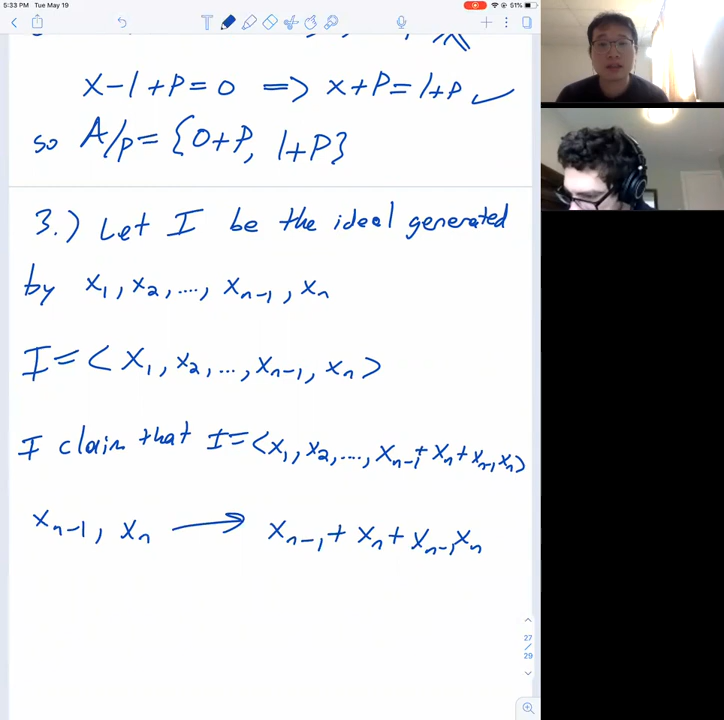 5:33 PM Tue May 19
51%
x-1+P=0 => x+P=1+P ✓
so A/P={0+P, 1+P}
3.) Let I be the ideal generated
by x₁, x₂, ...., xₙ₋₁, xₙ
I=<x₁, x₂, ..., xₙ₋₁, xₙ>
I claim that I=<x₁, x₂, ...., xₙ₋₁+xₙ+xₙ₋₁xₙ>
xₙ₋₁, xₙ → xₙ₋₁+xₙ+xₙ₋₁xₙ
27
/
29